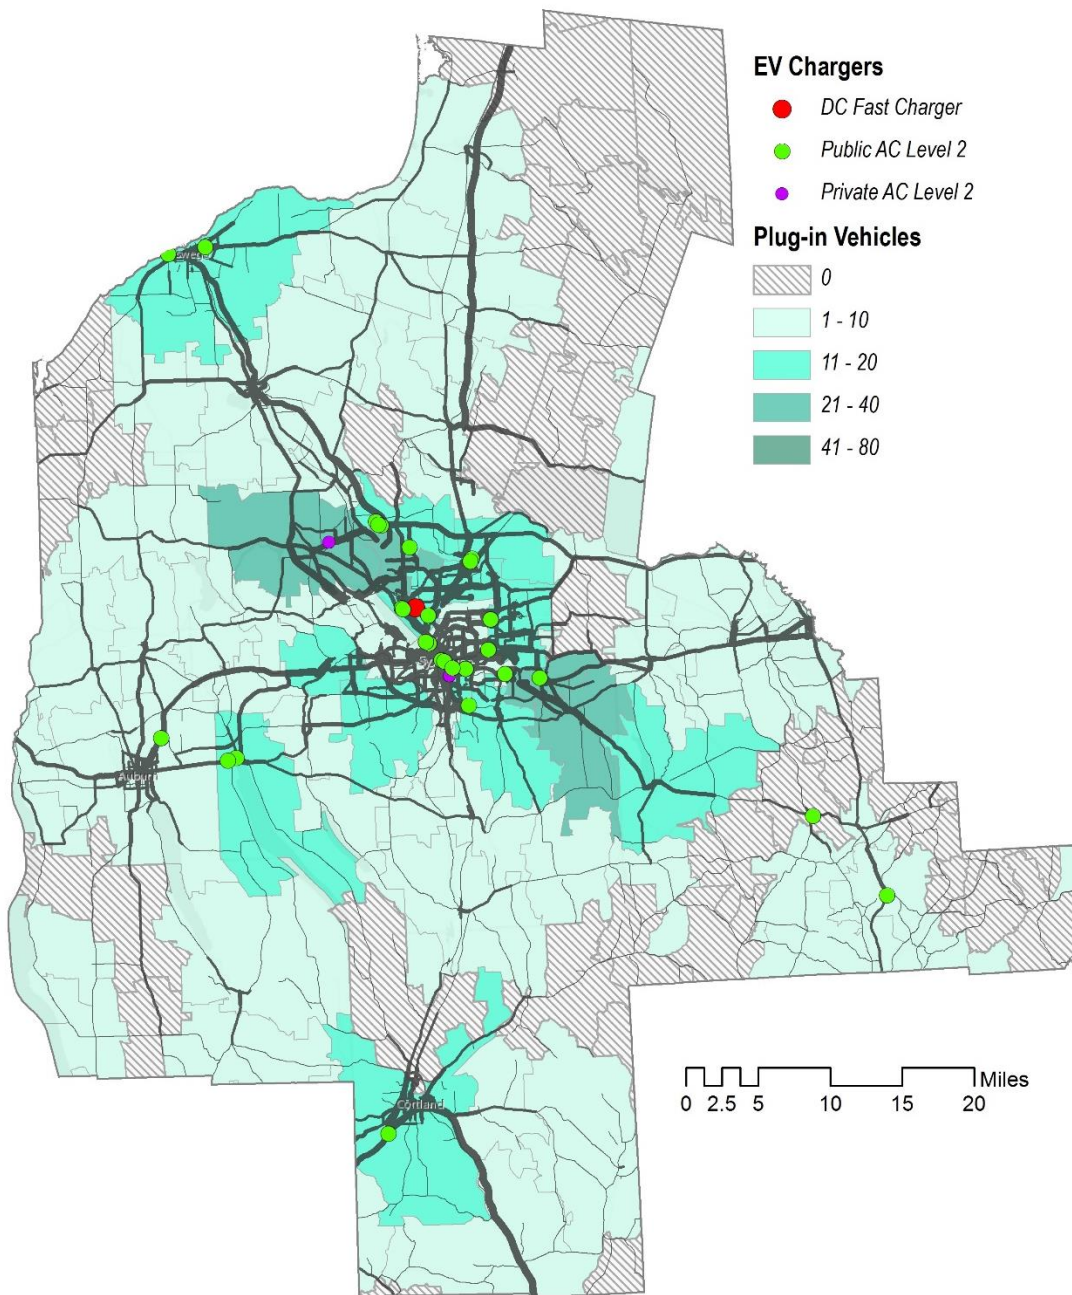 EV Chargers
DC Fast Charger
Public AC Level 2
Private AC Level 2
Plug-in Vehicles
0
1 - 10
11 - 20
21 - 40
41 - 80
Auburn
Cortland
Miles
0 2.5 5 10 15 20